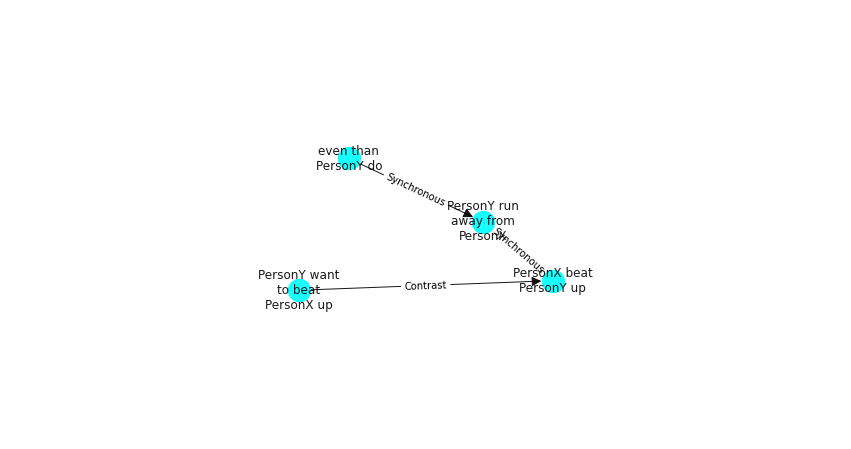 even than
PersonY do
Synchronous
PersonY run
away from
PersonX
Synchronous
PersonX beat
PersonY up
PersonY want
to beat
PersonX up
Contrast